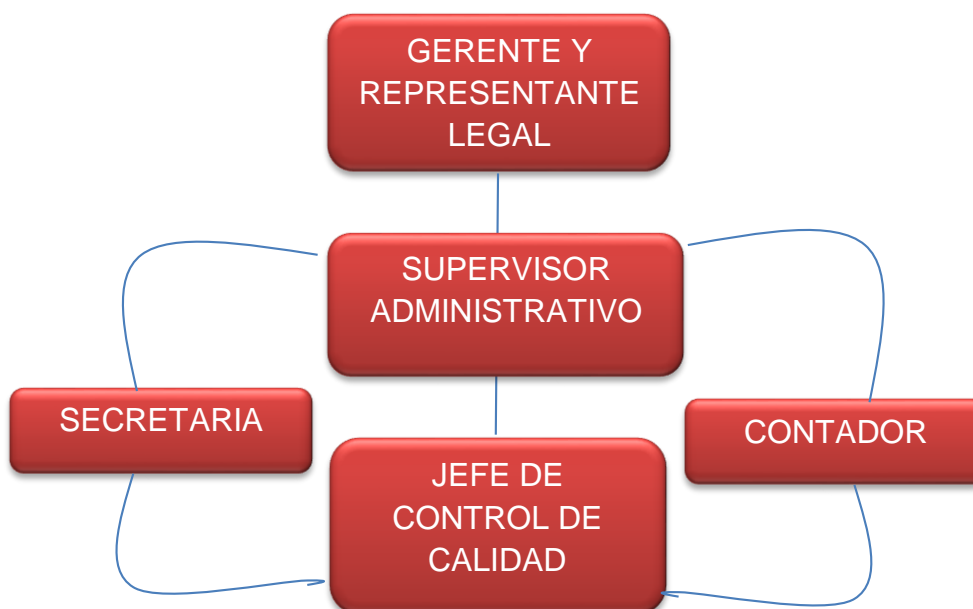 GERENTE Y
REPRESENTANTE
LEGAL
SUPERVISOR
ADMINISTRATIVO
SECRETARIA
CONTADOR
JEFE DE
CONTROL DE
CALIDAD